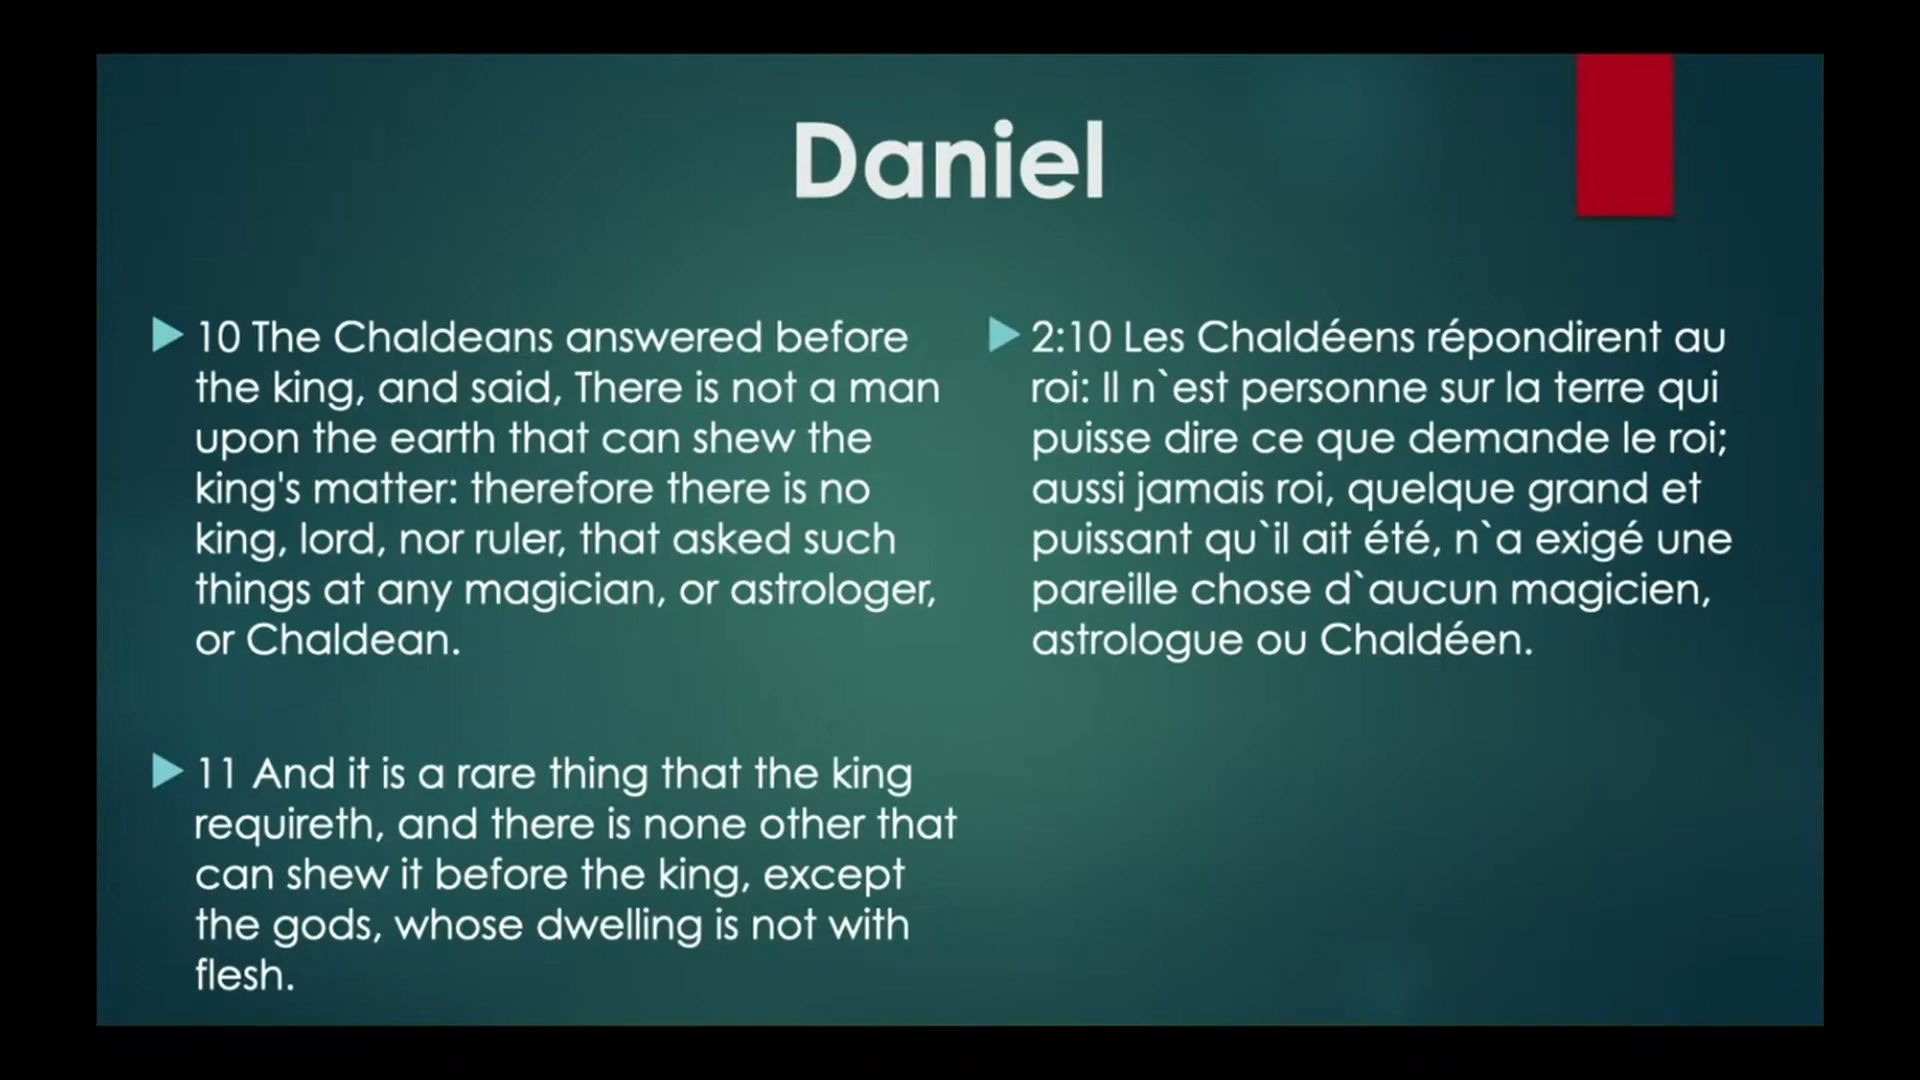 Daniel
10 The Chaldeans answered before
the king, and said, There is not a man
upon the earth that can shew the
king's matter: therefore there is no
king, lord, nor ruler, that asked such
things at any magician, or astrologer,
or Chaldean.
11 And it is a rare thing that the king
requireth, and there is none other that
can shew it before the king, except
the gods, whose dwelling is not with
flesh.
2:10 Les Chaldéens répondirent au
roi: Il n`est personne sur la terre qui
puisse dire ce que demande le roi;
aussi jamais roi, quelque grand et
puissant qu`il ait été, n`a exigé une
pareille chose d`aucun magicien,
astrologue ou Chaldéen.